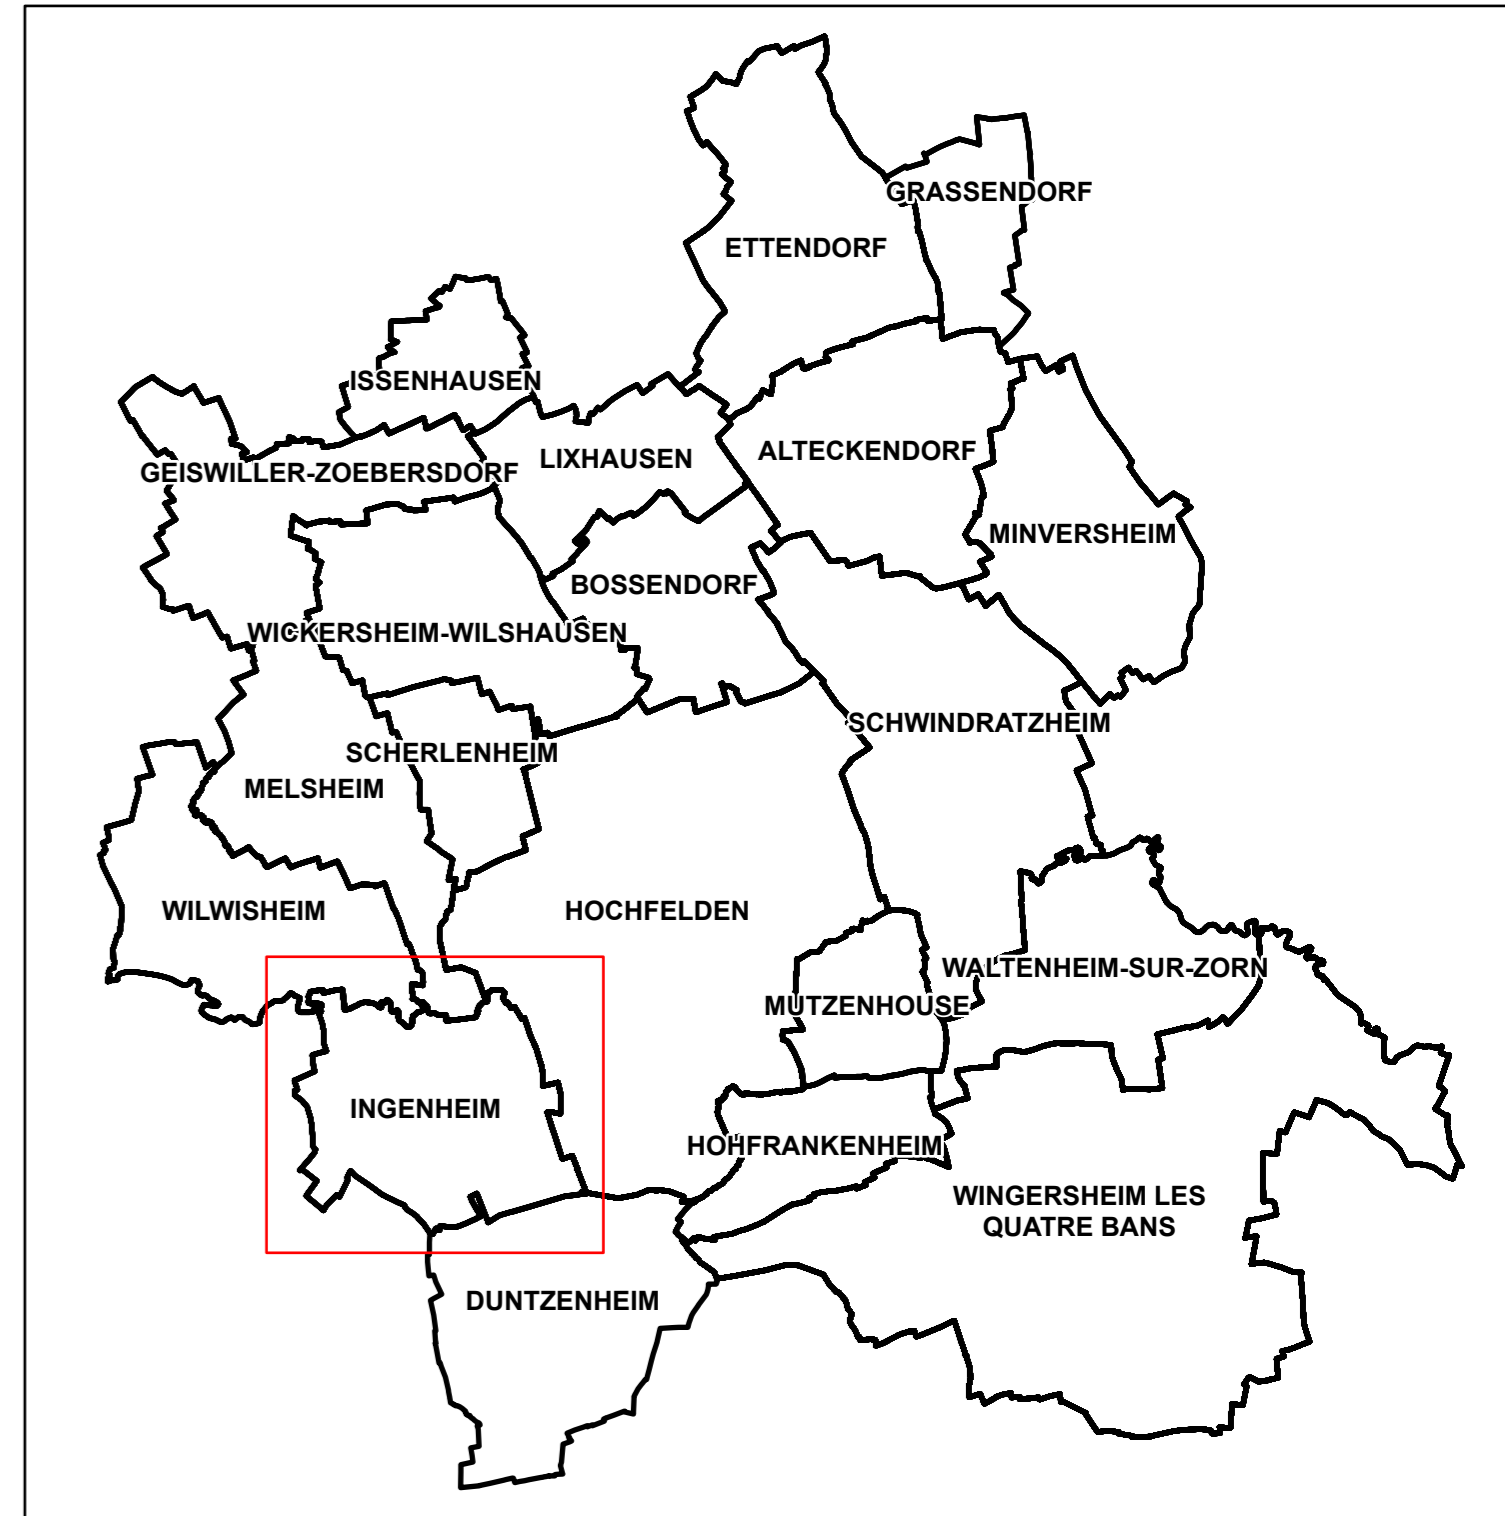 GRASSENDORF
ETTENDORF
ISSENHAUSEN
ALTECKENDORF
LIXHAUSEN
GEISWILLER-ZOEBERSDORF
MINVERSHEIM
BOSSENDORF
WICKERSHEIM-WILSHAUSEN
SCHWINDRATZHEIM
SCHERLENHEIM
MELSHEIM
WILWISHEIM
HOCHFELDEN
WALTENHEIM-SUR-ZORN
MUTZENHOUSE
INGENHEIM
HOHFRANKENHEIM
WINGERSHEIM LES
QUATRE BANS
DUNTZENHEIM